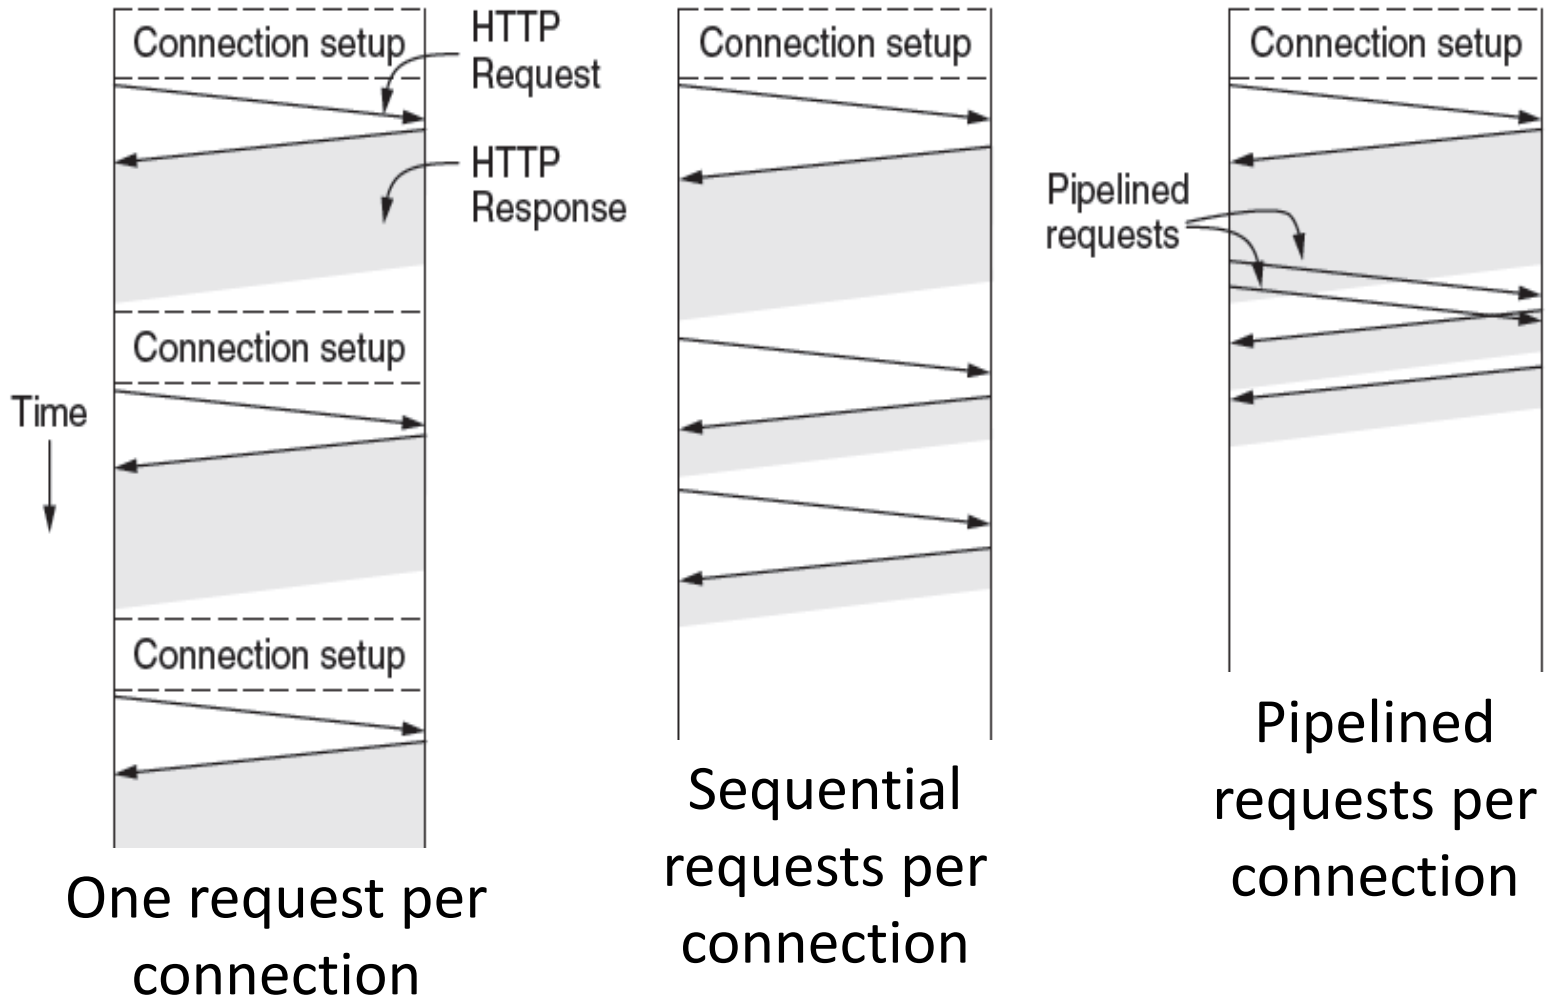 Connection setup
HTTP
Request
HTTP
Response
Connection setup
Time
Connection setup
One request per
connection
Connection setup
Sequential
requests per
connection
Connection setup
Pipelined
requests
Pipelined
requests per
connection